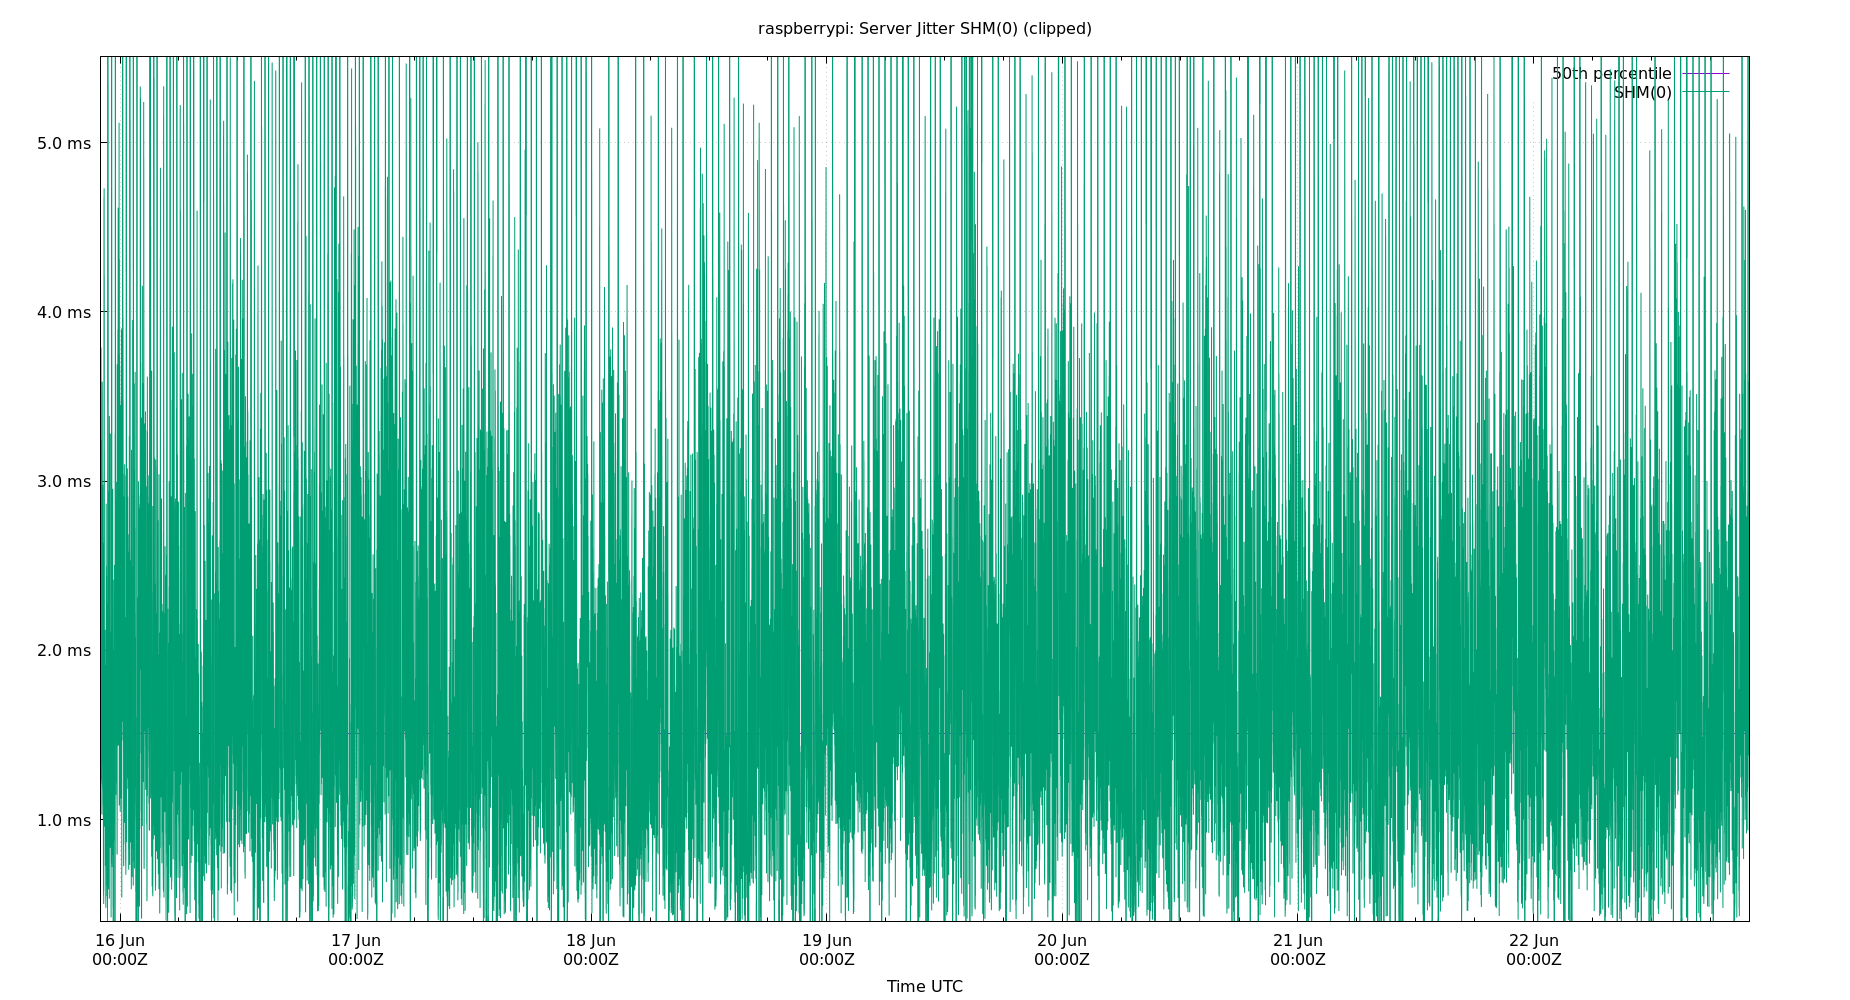 raspberrypi: Server Jitter SHM(0) (clipped)
50th percentile
SHM(0)
5.0 ms
4.0 ms
3.0 ms
2.0 ms
1.0 ms
16 Jun 17 Jun 18 Jun 19 Jun 20 Jun 21 Jun 22 Jun
00:00Z 00:00Z 00:00Z 00:00Z 00:00Z 00:00Z 00:00Z
Time UTC